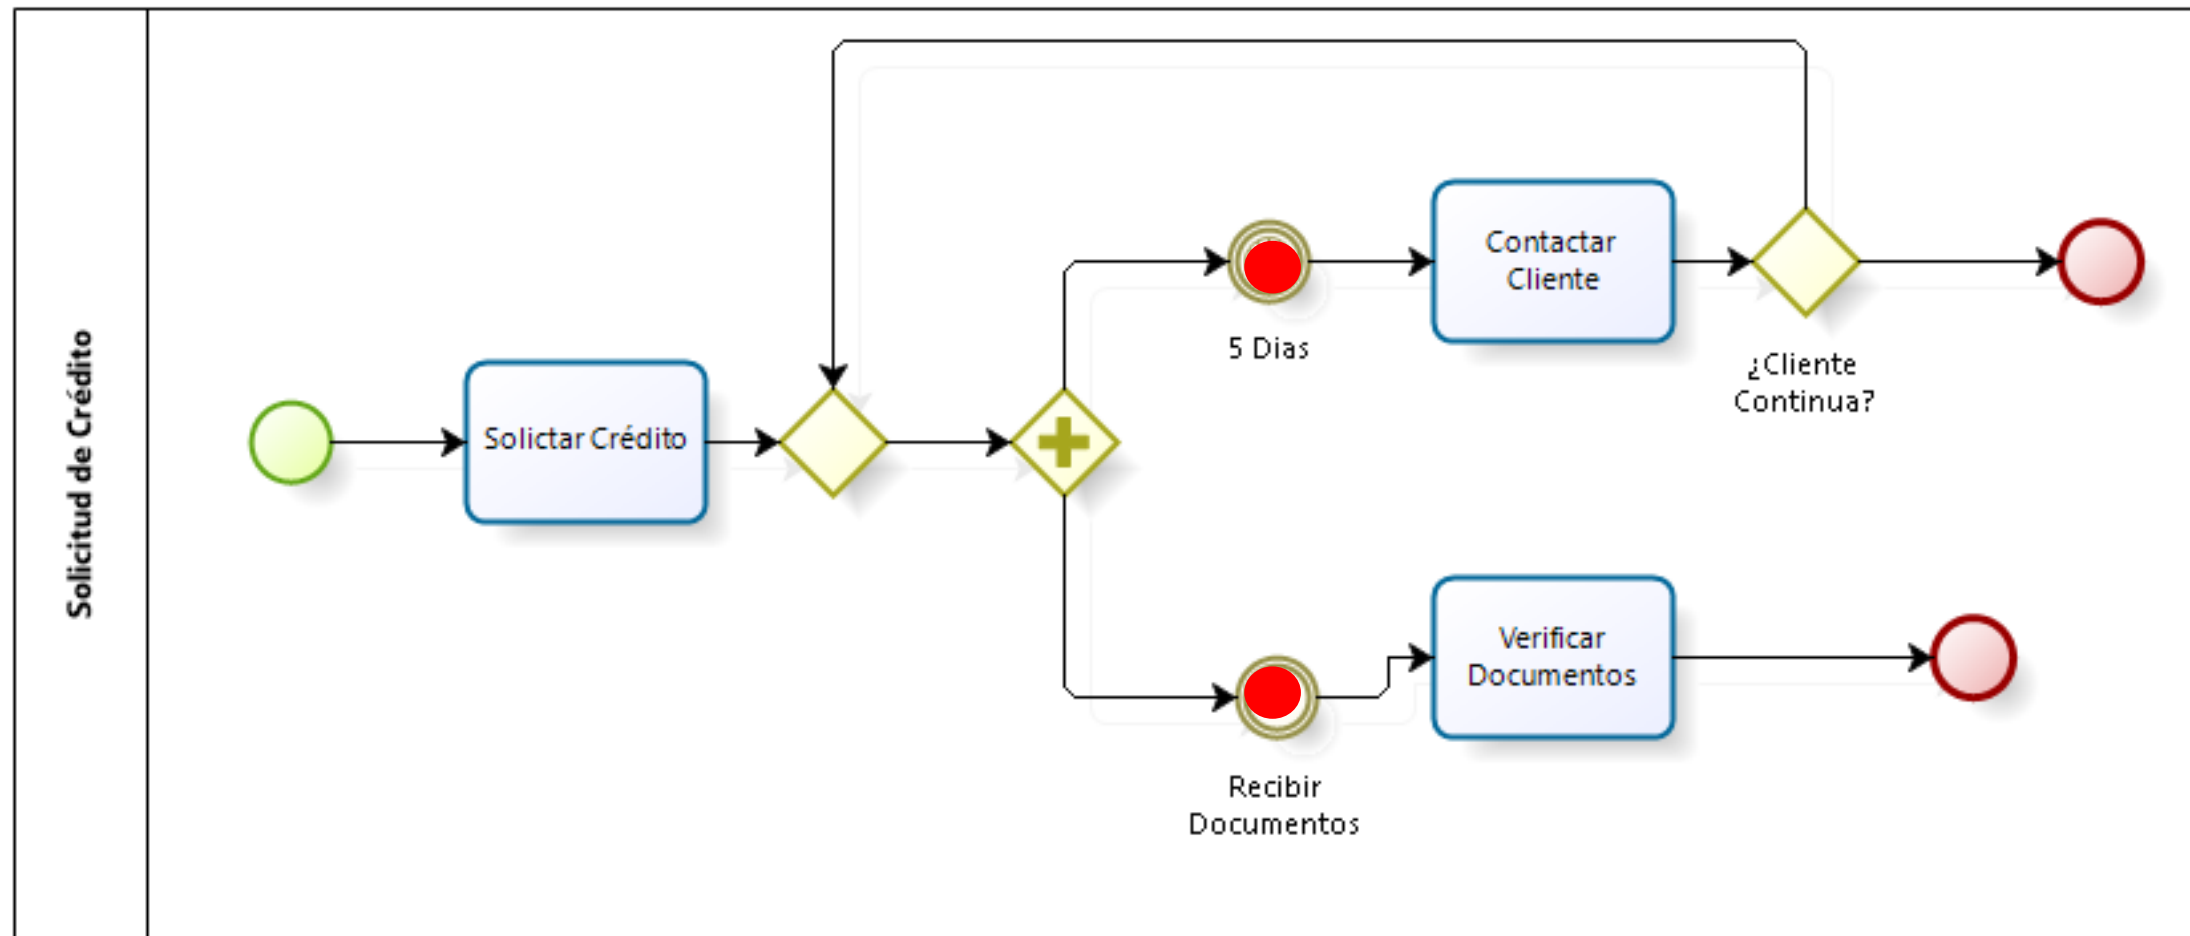 Solicitud de Crédito
Solictar Crédito
5 Dias
Contactar
Cliente
¿Cliente
Continua?
Recibir
Documentos
Verificar
Documentos